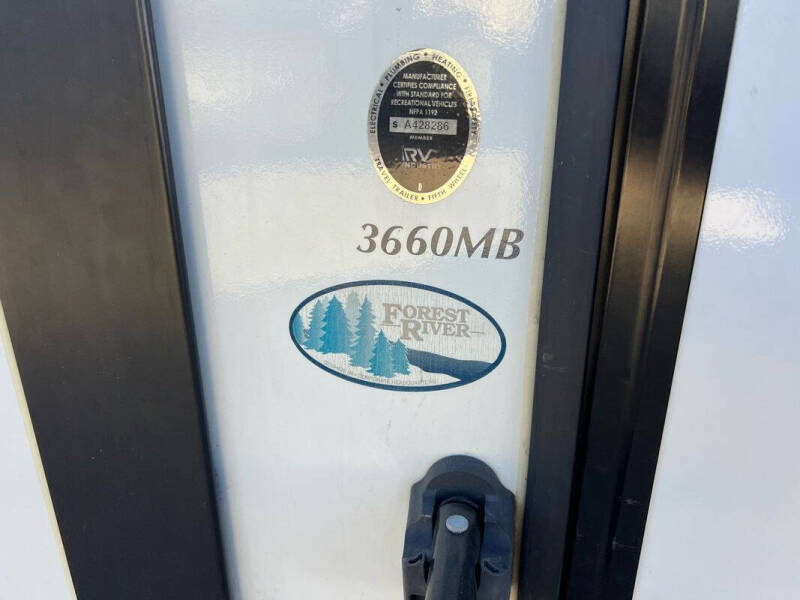 ELECTRICAL • PLUMBING • HEATING • FIRE SAFETY
MANUFACTURER
CERTIFIES COMPLIANCE
WITH STANDARD FOR
RECREATIONAL VEHICLES
NFPA 1192
S A428286
MEMBER
RV
INDUSTRY
TRAVEL TRAILER • FIFTH WHEEL
3660MB
FOREST
RIVER